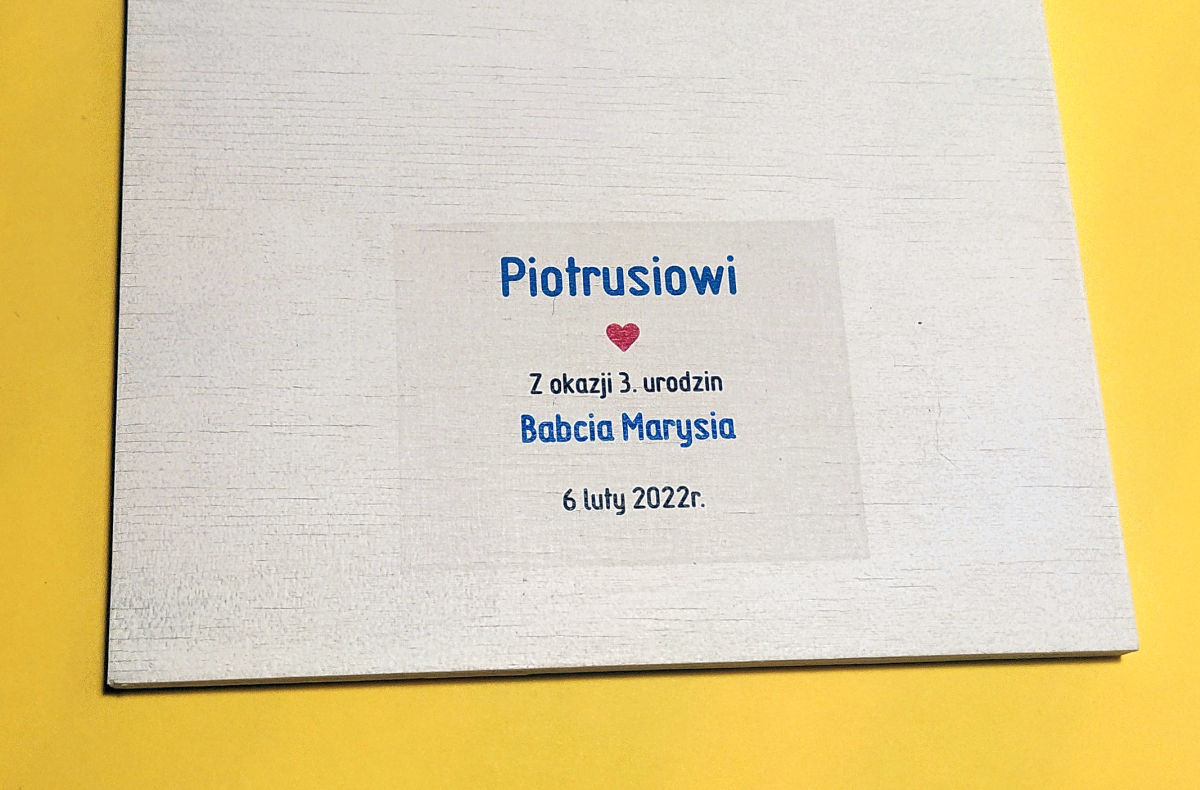 Piotrusiowi
Z okazji 3. urodzin
Babcia Marysia
6 luty 2022r.